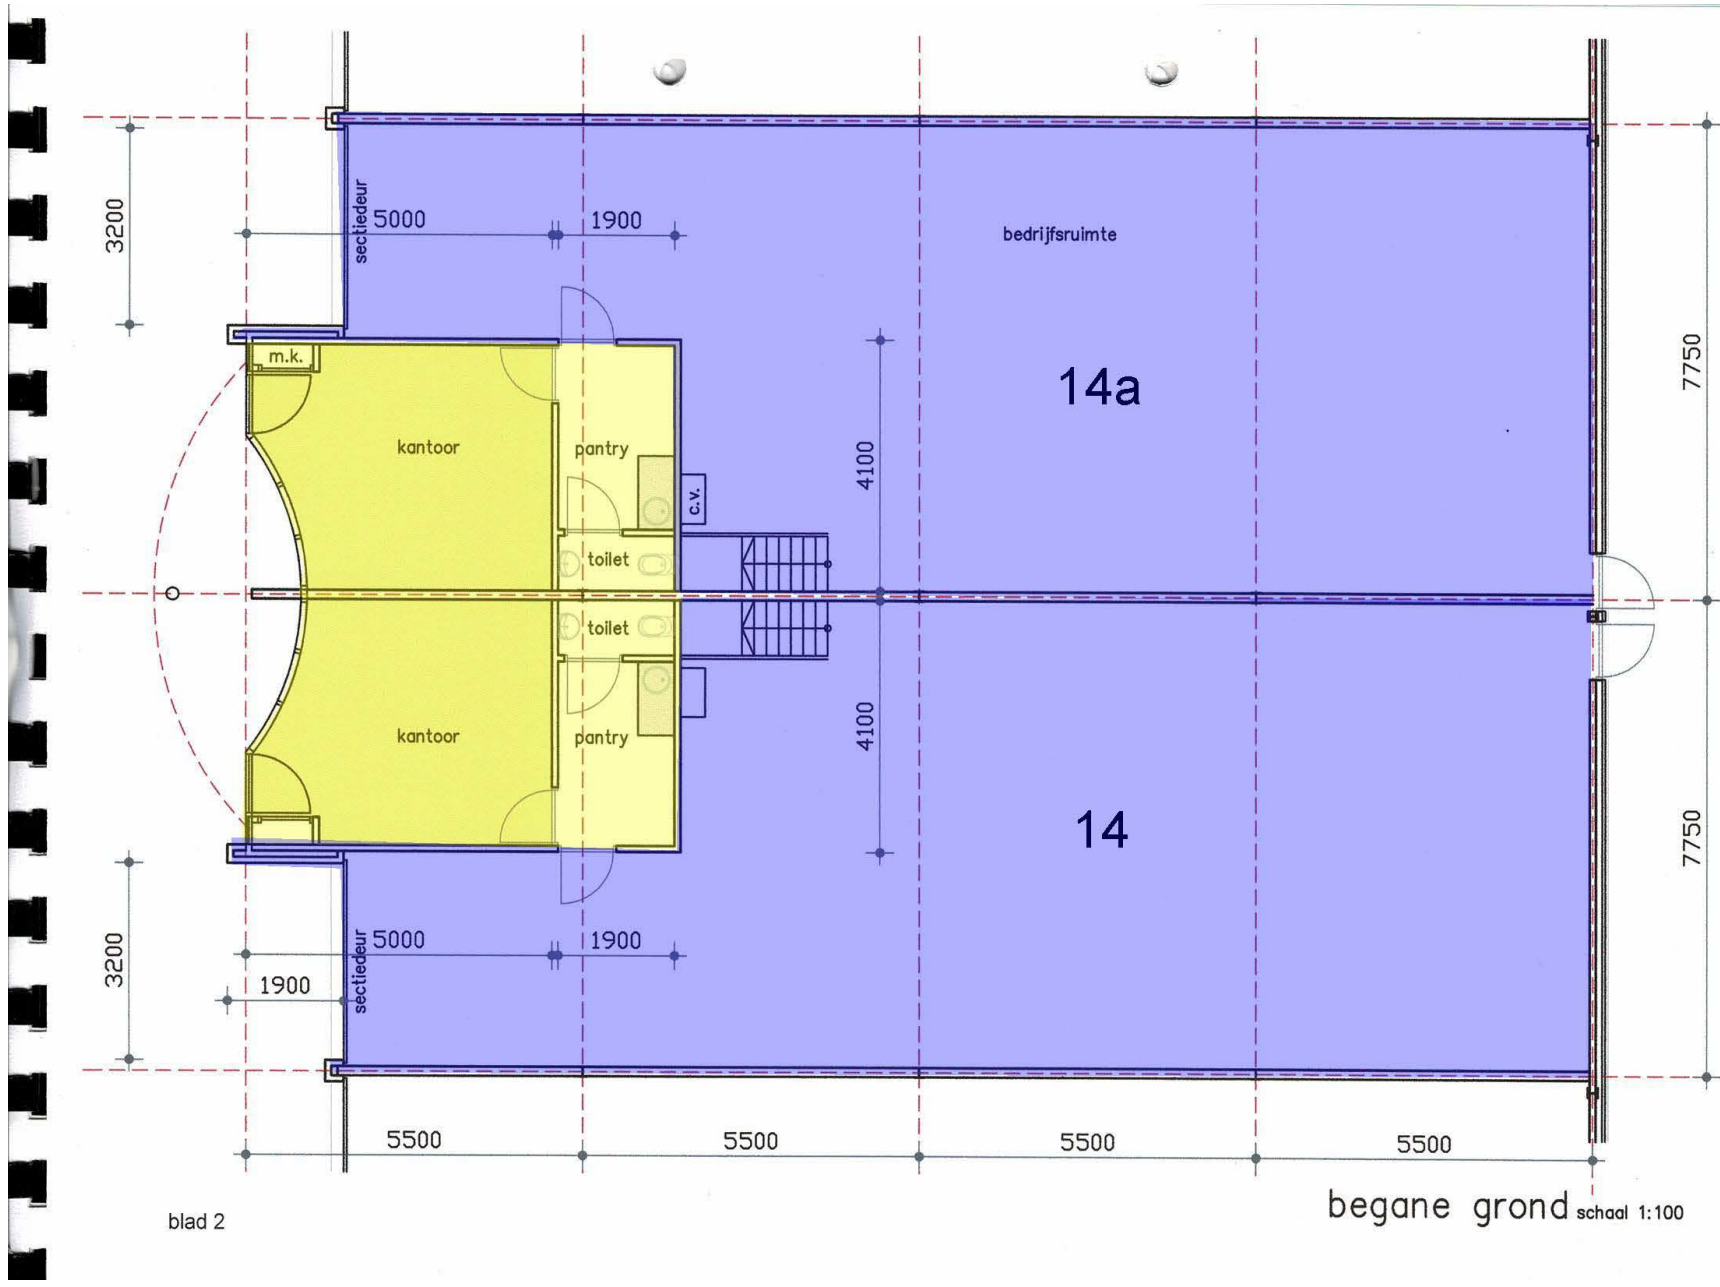 3200
sectiedeur
5000
1900
bedrijfsruimte
7750
m.k.
14a
kantoor
pantry
4100
c.v.
toilet
toilet
kantoor
pantry
4100
14
7750
3200
sectiedeur
5000
1900
1900
5500
5500
5500
5500
begane grond schaal 1:100
blad 2